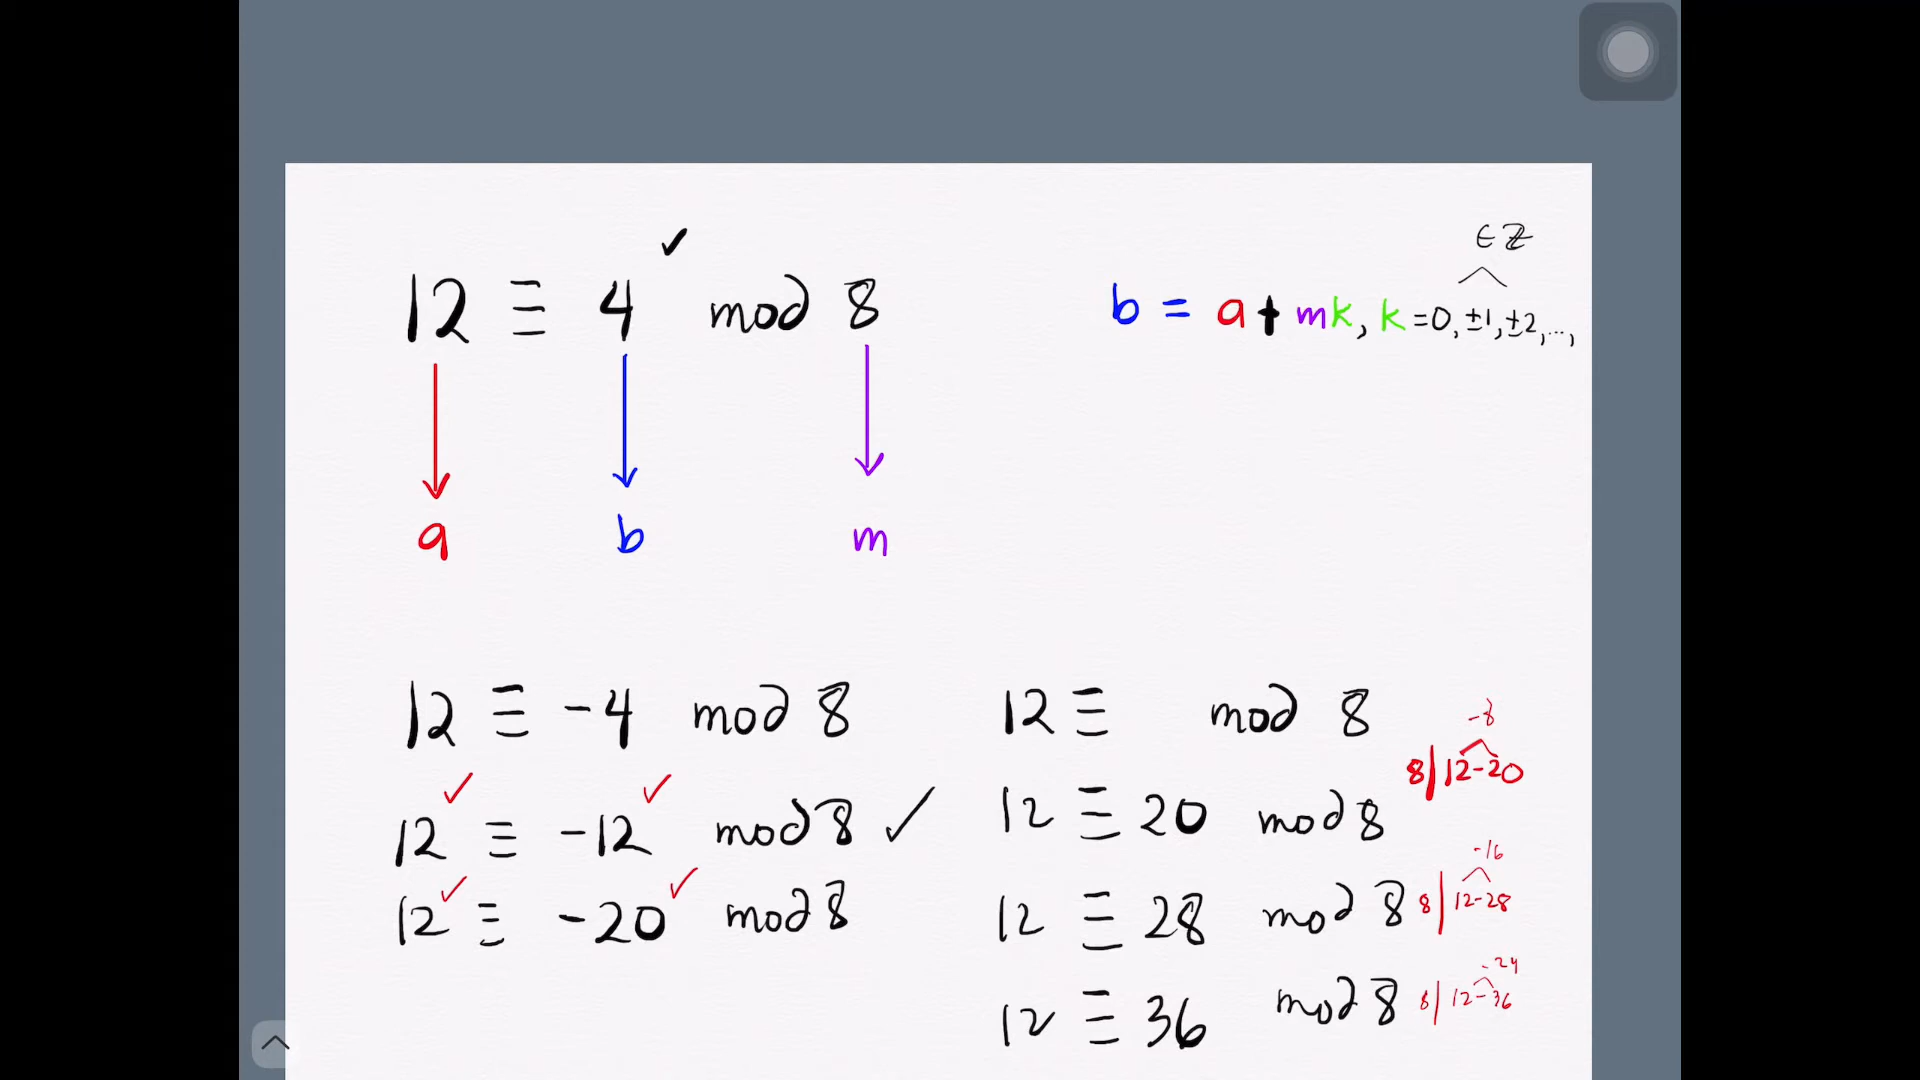 ✓
12 ≡ 4 mod 8
∈ ℤ
b = a + mk, k = 0, ±1, ±2, ...,
a b m
12 ≡ -4 mod 8
12 ≡ -12 mod 8 ✓
12 ≡ -20 mod 8
12 ≡ mod 8
-8
8|12-20
12 ≡ 20 mod 8
-16
12 ≡ 28 mod 8 8|12-28
-24
12 ≡ 36 mod 8 8|12-36